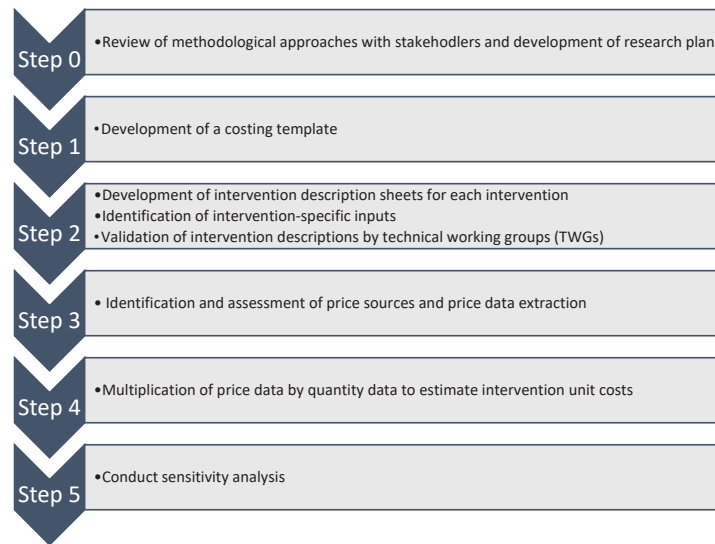 Step 0
•Review of methodological approaches with stakehodlers and development of research plan
Step 1
•Development of a costing template
Step 2
•Development of intervention description sheets for each intervention
•Identification of intervention-specific inputs
•Validation of intervention descriptions by technical working groups (TWGs)
Step 3
• Identification and assessment of price sources and price data extraction
Step 4
•Multiplication of price data by quantity data to estimate intervention unit costs
Step 5
•Conduct sensitivity analysis